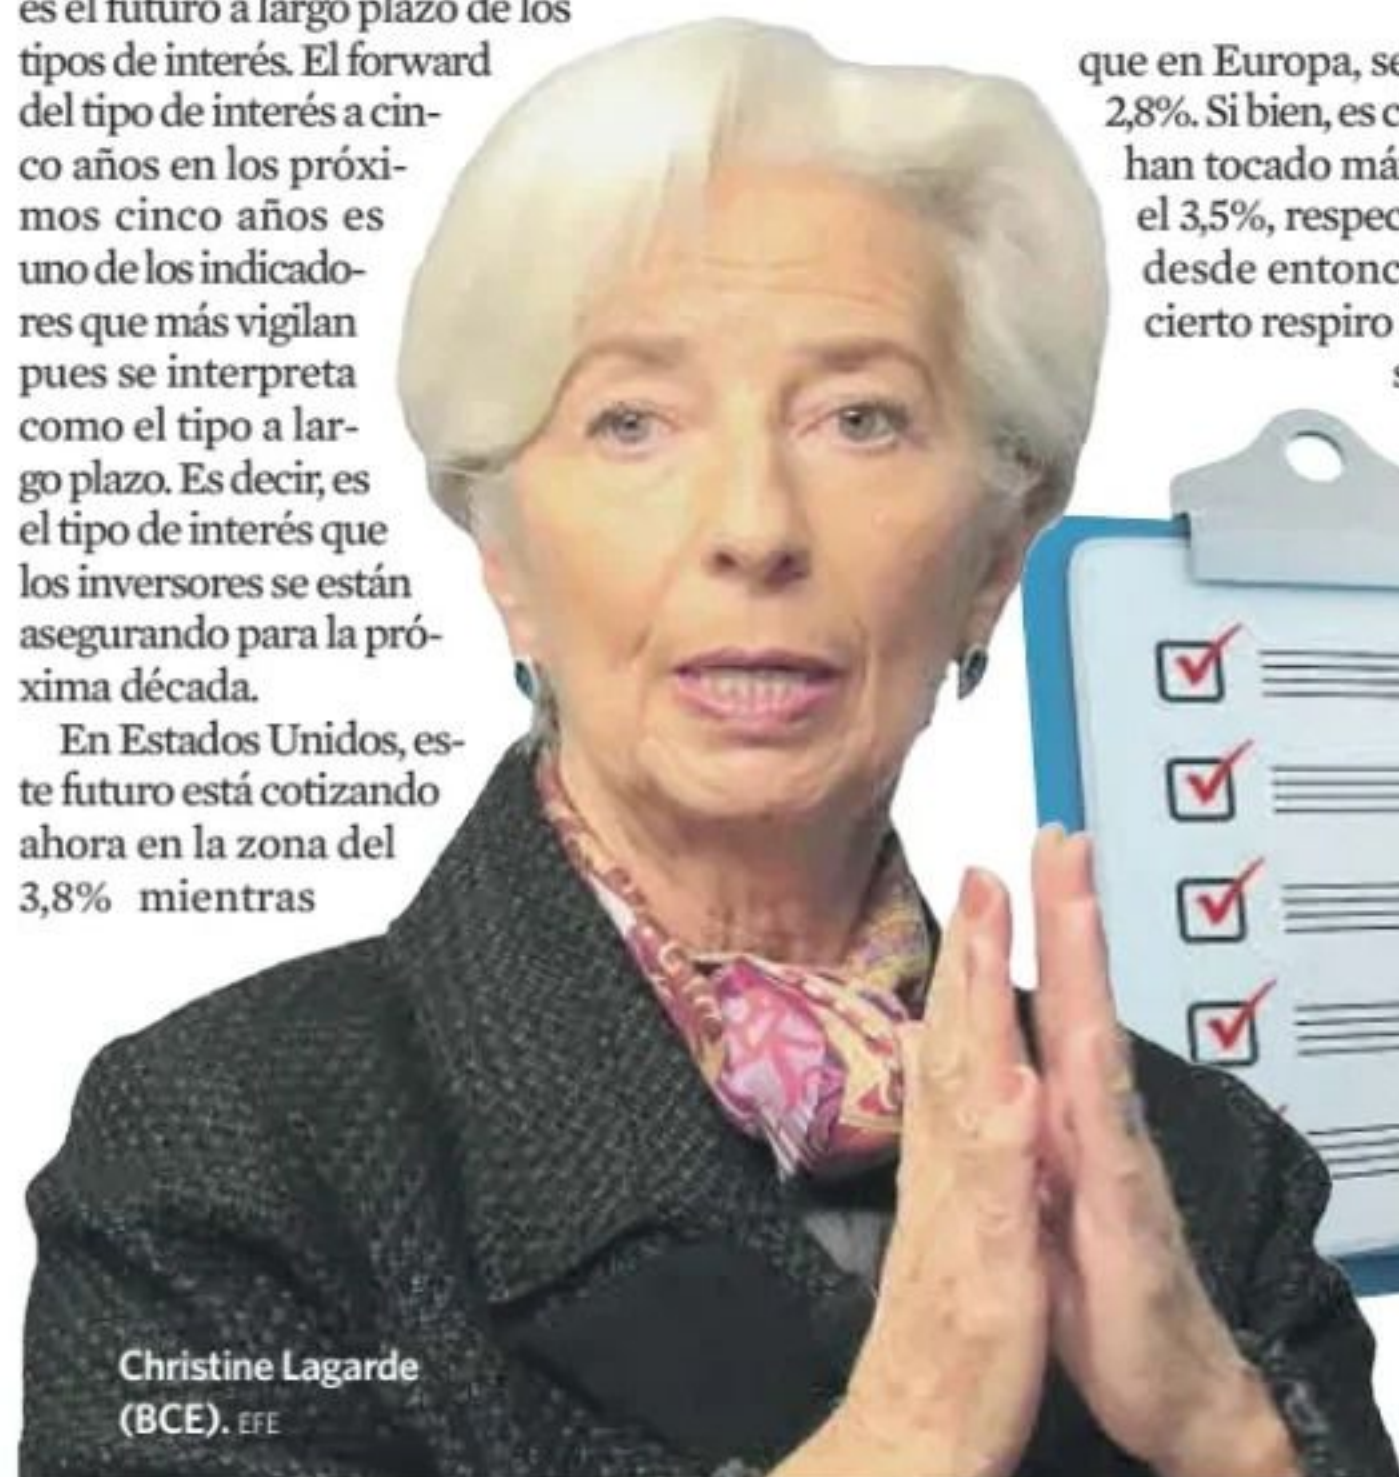 es el futuro a largo plazo de los
tipos de interés. El forward
del tipo de interés a cin-
co años en los próxi-
mos cinco años es
uno de los indicado-
res que más vigilan
pues se interpreta
como el tipo a lar-
go plazo. Es decir, es
el tipo de interés que
los inversores se están
asegurando para la pró-
xima década.
En Estados Unidos, es-
te futuro está cotizando
ahora en la zona del
3,8% mientras
que en Europa, se
2,8%. Si bien, es c
han tocado má
el 3,5%, respec
desde entonc
cierto respiro
s
Christine Lagarde
(BCE). EFE